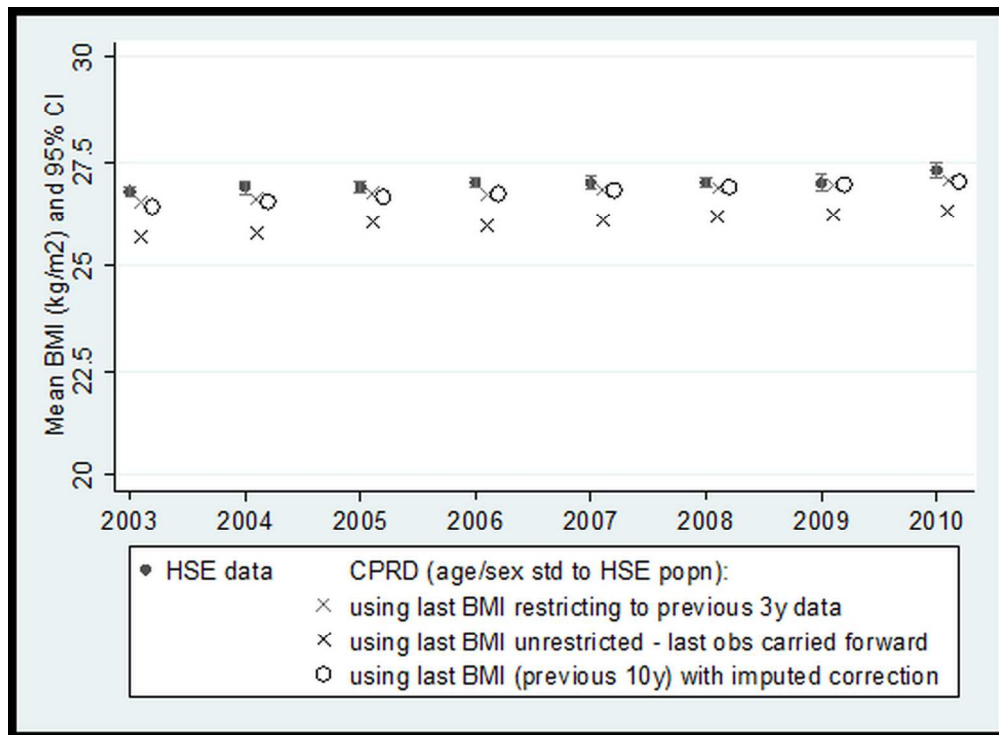 Mean BMI (kg/m2) and 95% CI
30
27.5
25
22.5
20
2003 2004 2005 2006 2007 2008 2009 2010
HSE data CPRD (age/sex std to HSE popn):
using last BMI restricting to previous 3y data
using last BMI unrestricted - last obs carried forward
using last BMI (previous 10y) with imputed correction